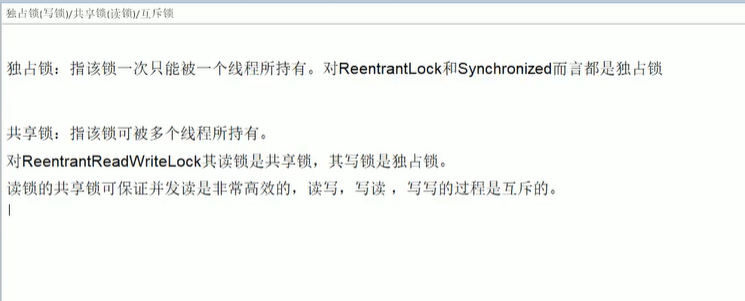 独占锁(写锁)/共享锁(读锁)/互斥锁
独占锁：指该锁一次只能被一个线程所持有。对ReentrantLock和Synchronized而言都是独占锁
共享锁：指该锁可被多个线程所持有。
对ReentrantReadWriteLock其读锁是共享锁，其写锁是独占锁。
读锁的共享锁可保证并发读是非常高效的，读写，写读 ，写写的过程是互斥的。